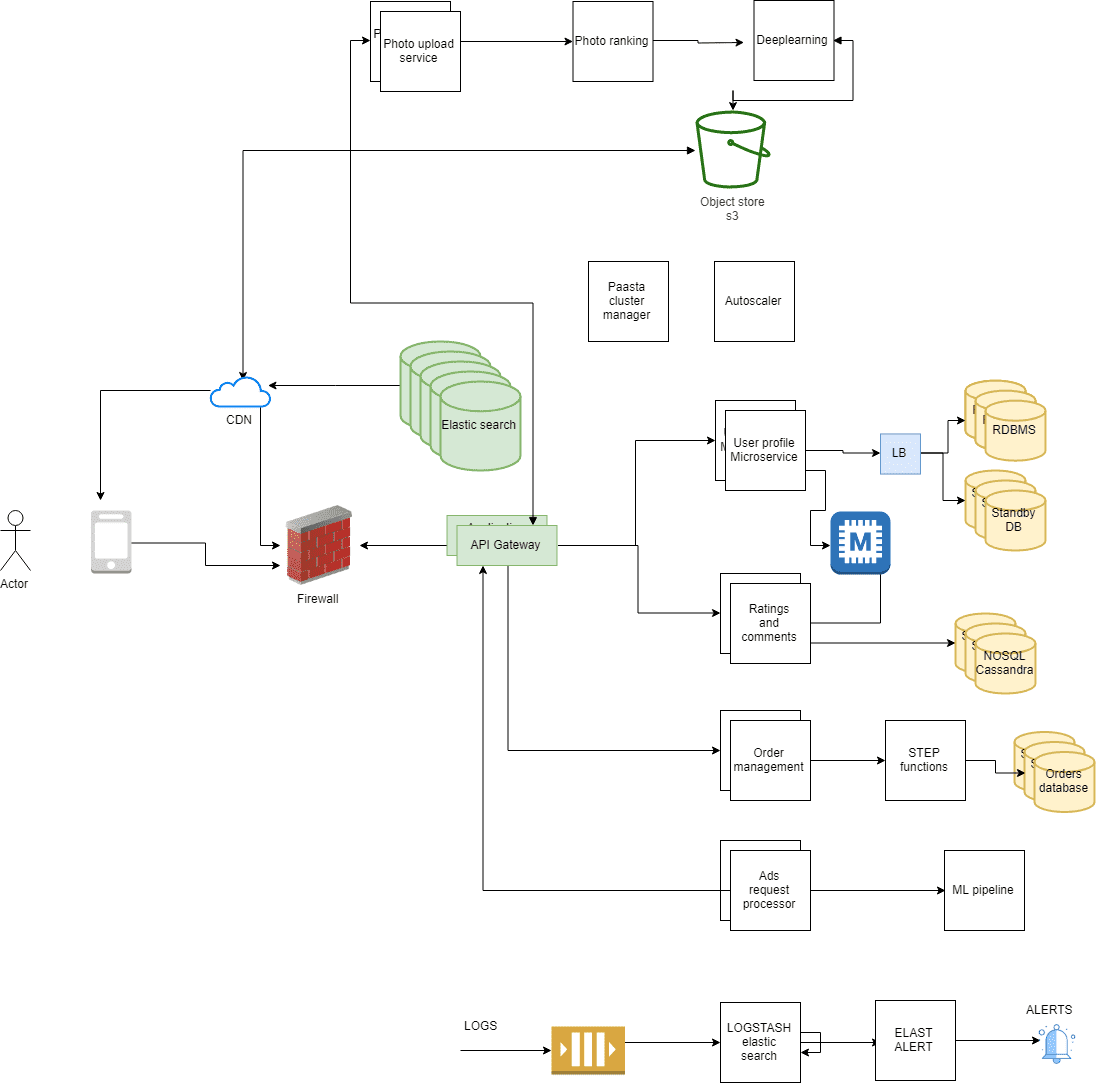 Photo upload
service
Photo ranking
Deeplearning
Object store
s3
Paasta
cluster
manager
Autoscaler
CDN
Elastic search
User profile
Microservice
LB
RDBMS
Standby
DB
M
API Gateway
Actor
Firewall
Ratings
and
comments
NOSQL
Cassandra
Order
management
STEP
functions
Orders
database
Ads
request
processor
ML pipeline
LOGS
LOGSTASH
elastic
search
ELAST
ALERT
ALERTS